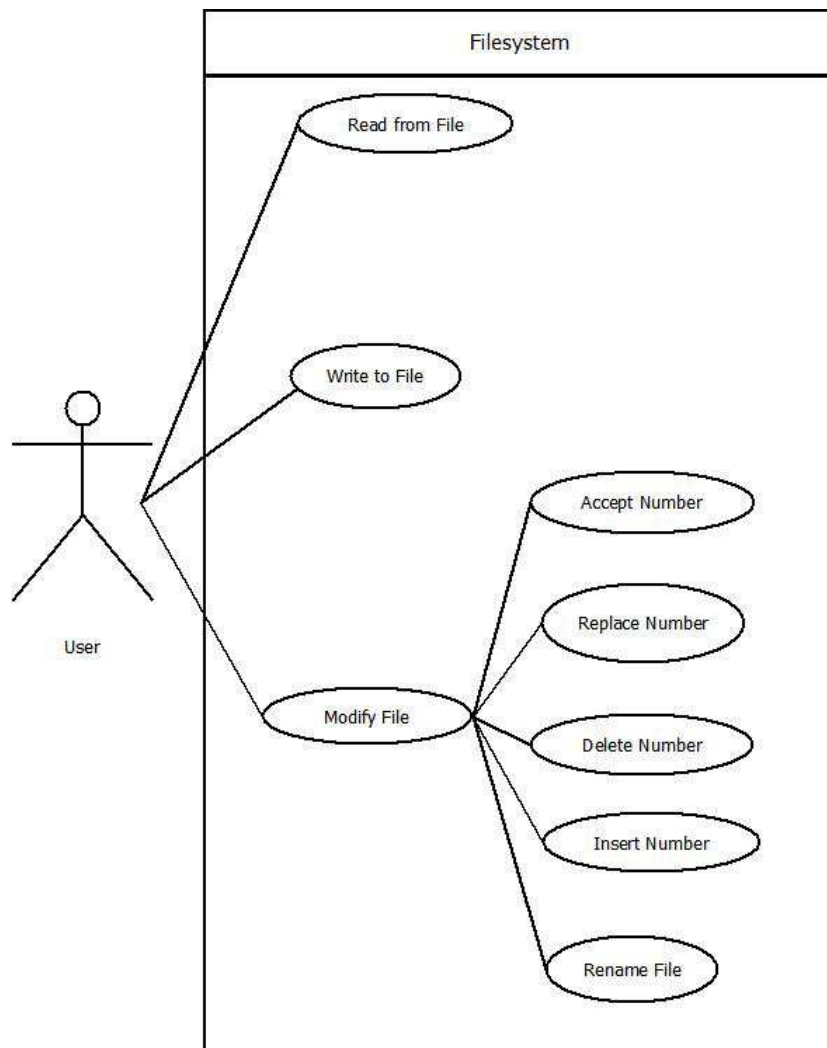 Filesystem
Read from File
Write to File
Accept Number
Replace Number
User
Modify File
Delete Number
Insert Number
Rename File